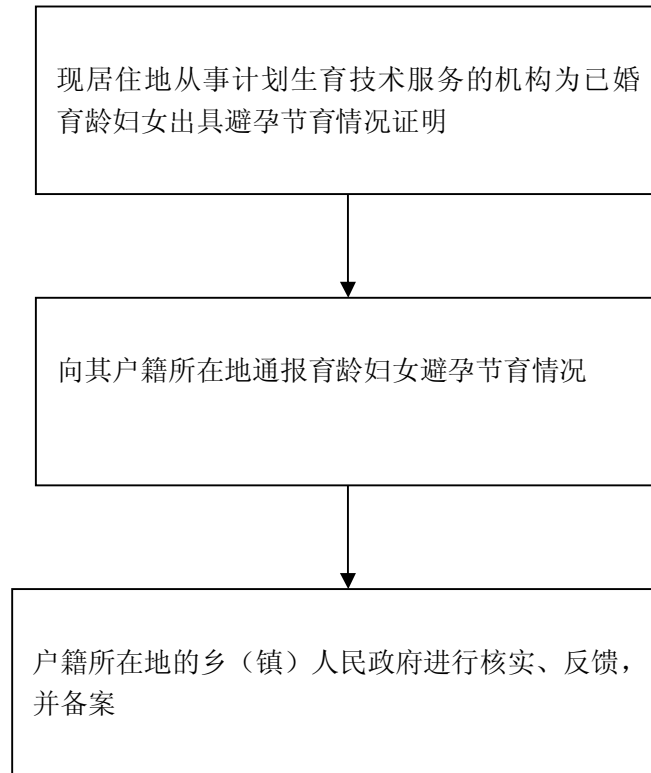 现居住地从事计划生育技术服务的机构为已婚
育龄妇女出具避孕节育情况证明
向其户籍所在地通报育龄妇女避孕节育情况
户籍所在地的乡（镇）人民政府进行核实、反馈，
并备案